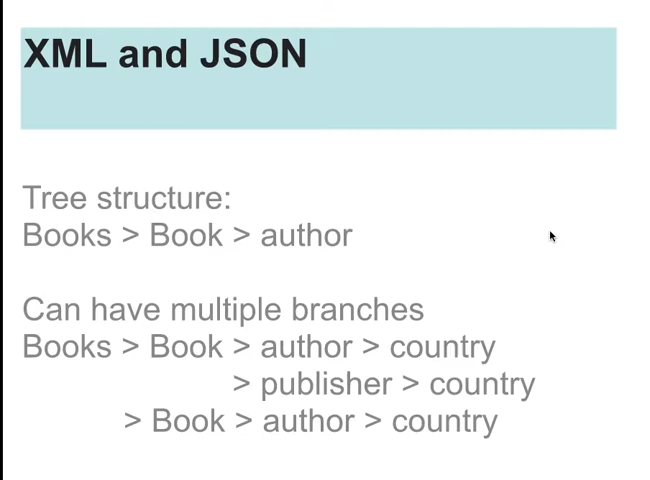 XML and JSON
Tree structure:
Books > Book > author
Can have multiple branches
Books > Book > author > country
> publisher > country
> Book > author > country